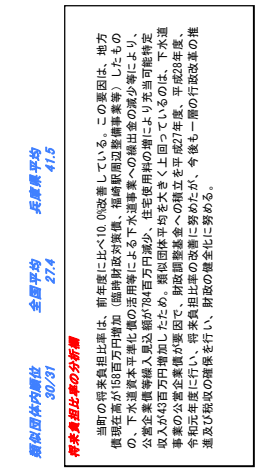 類似団体内順位 全国平均 兵庫県平均
30/31 27.4 41.5
将来負担比率の分析欄
当町の将来負担比率は、前年度に比べ10.0%改善している。この要因は、地方
債現在高が158百万円増加（臨時財政対策債、福崎駅周辺整備事業等）したもの
の、下水道資本平準化債の活用等による下水道事業への繰出金の減少等により、
公営企業債等繰入見込額が784百万円減少、住宅使用料の増により充当可能特定
収入が43百万円増加したため。類似団体平均を大きく上回っているのは、下水道
事業の公営企業債が要因で、財政調整基金への積立を平成27年度、平成28年度、
令和元年度に行い、将来負担比率の改善に努めたが、今後も一層の行政改革の推
進及び税収の確保を行い、財政の健全化に努める。